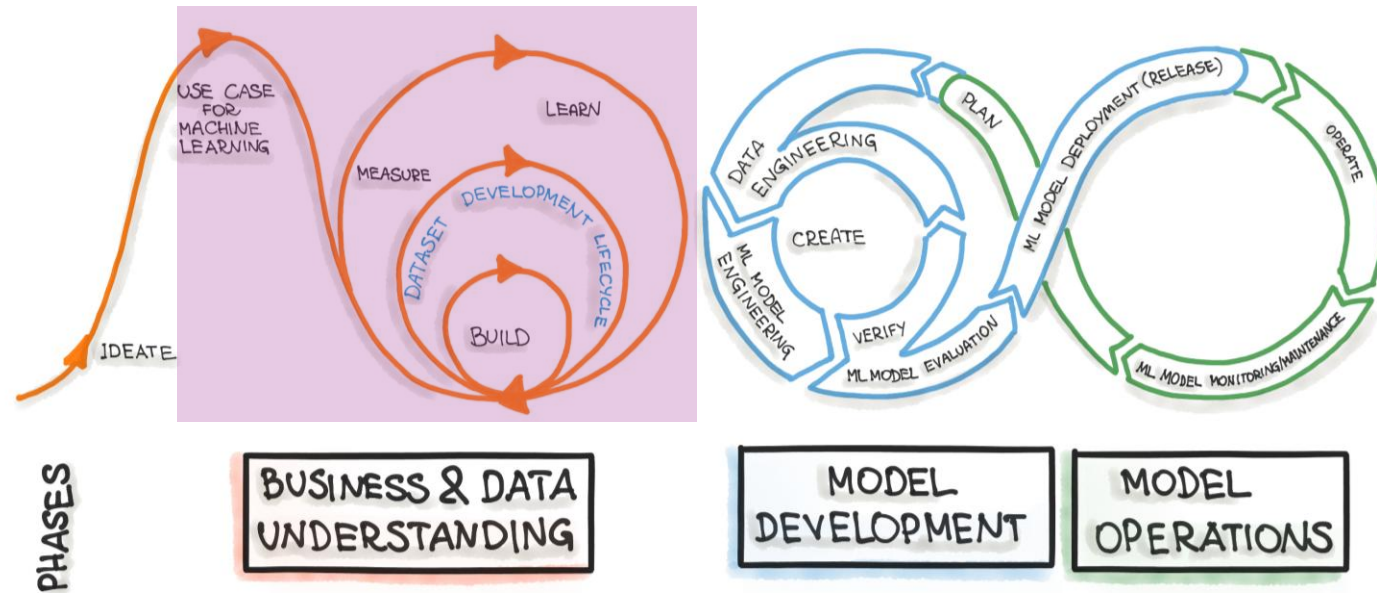 IDEATE
USE CASE
FOR
MACHINE
LEARNING
MEASURE
LEARN
DATASET DEVELOPMENT LIFECYCLE
BUILD
DATA
ENGINEERING
CREATE
ML MODEL
ENGINEERING
VERIFY
ML MODEL EVALUATION
PLAN
ML MODEL DEPLOYMENT (RELEASE)
OPERATE
ML MODEL MONITORING/MAINTENANCE
PHASES
BUSINESS & DATA
UNDERSTANDING
MODEL
DEVELOPMENT
MODEL
OPERATIONS